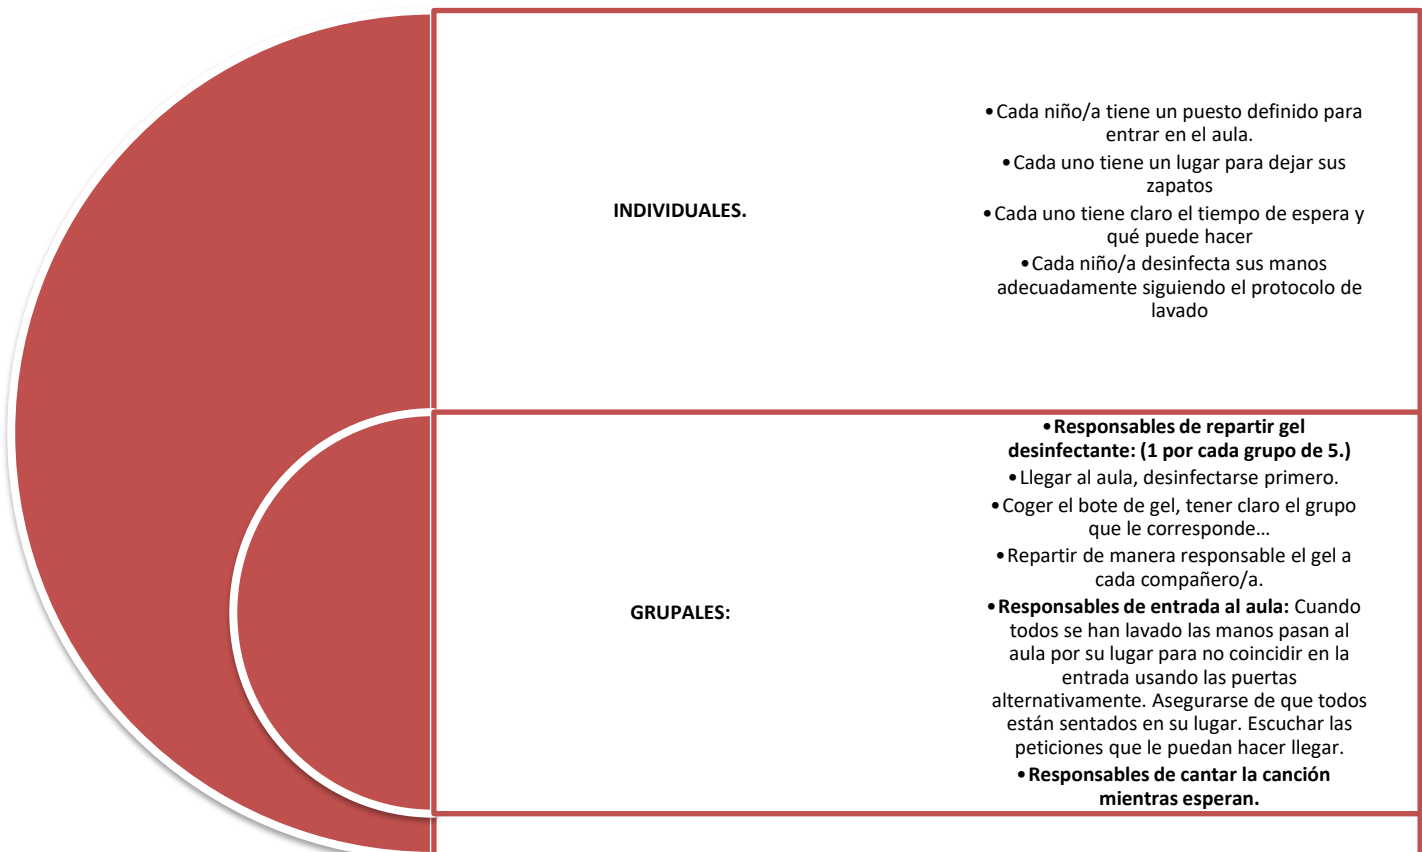 INDIVIDUALES.
•Cada niño/a tiene un puesto definido para
entrar en el aula.
•Cada uno tiene un lugar para dejar sus
zapatos
•Cada uno tiene claro el tiempo de espera y
qué puede hacer
•Cada niño/a desinfecta sus manos
adecuadamente siguiendo el protocolo de
lavado
GRUPALES:
•Responsables de repartir gel
desinfectante: (1 por cada grupo de 5.)
•Llegar al aula, desinfectarse primero.
•Coger el bote de gel, tener claro el grupo
que le corresponde…
•Repartir de manera responsable el gel a
cada compañero/a.
•Responsables de entrada al aula: Cuando
todos se han lavado las manos pasan al
aula por su lugar para no coincidir en la
entrada usando las puertas
alternativamente. Asegurarse de que todos
están sentados en su lugar. Escuchar las
peticiones que le puedan hacer llegar.
•Responsables de cantar la canción
mientras esperan.